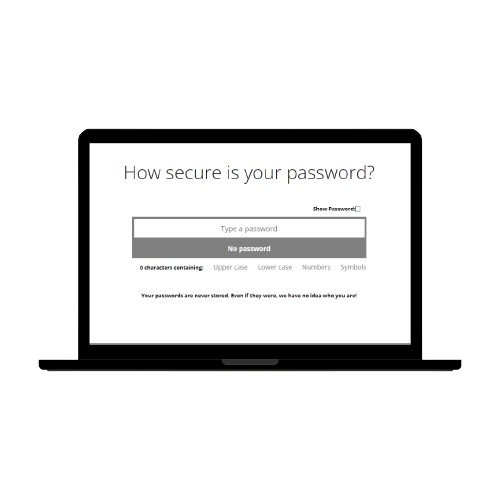 How secure is your password?
Show Password:
Type a password
No password
0 characters containing: Upper case Lower case Numbers Symbols
Your passwords are never stored. Even if they were, we have no idea who you are!